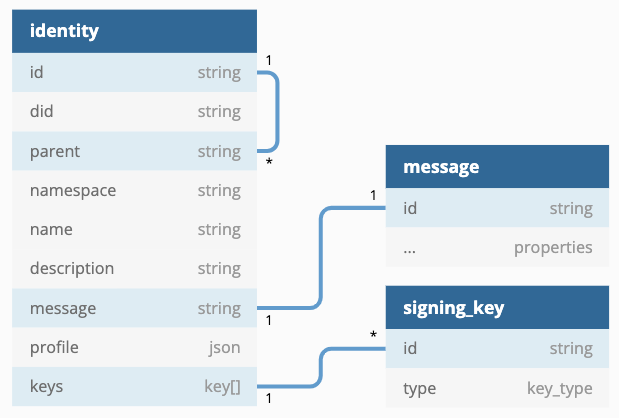 identity
id string
did string
parent string
namespace string
name string
description string
message string
profile json
keys key[]
1
*
1
1
message
id string
... properties
1
*
signing_key
id string
type key_type